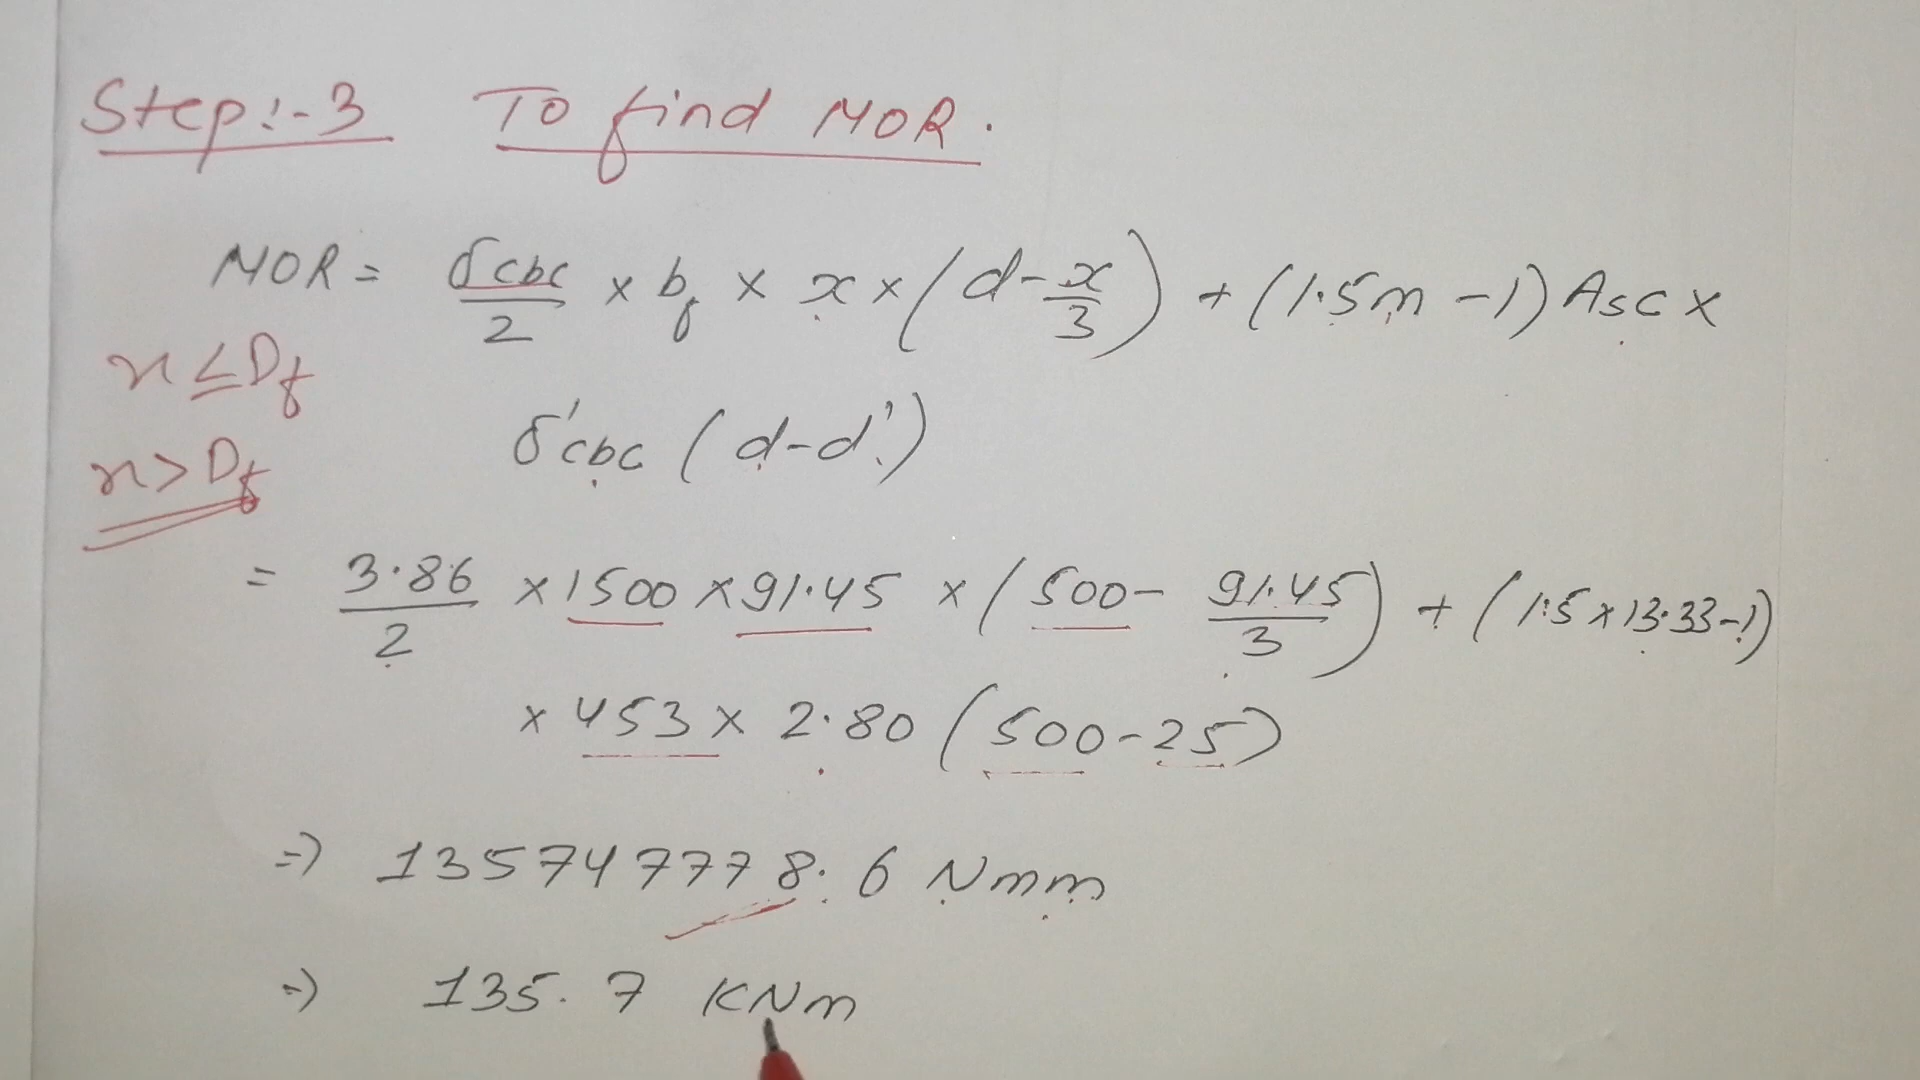 Step:-3 To find MOR.
MOR = σcbc/2 × bf × x × (d - x/3) + (1.5m - 1) Asc ×
x ≤ Df
σ'cbc (d - d')
x > Df
= 3.86/2 × 1500 × 91.45 × (500 - 91.45/3) + (1.5 × 13.33 - 1)
× 453 × 2.80 (500 - 25)
⇒ 135747778.6 Nmm
⇒ 135.7 KNm